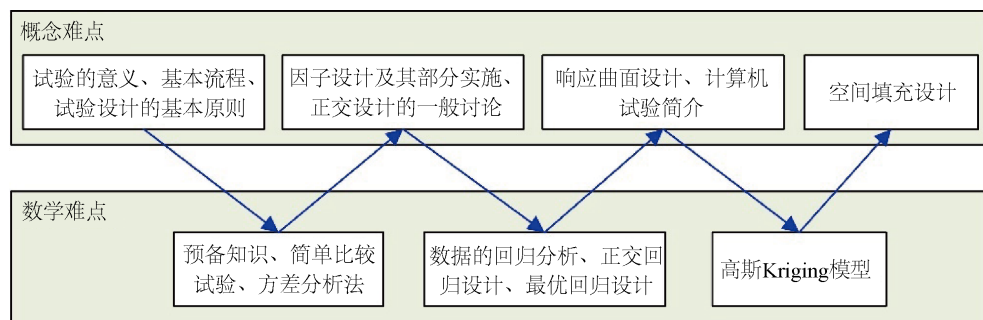 概念难点
试验的意义、基本流程、
试验设计的基本原则
因子设计及其部分实施、
正交设计的一般讨论
响应曲面设计、计算机
试验简介
空间填充设计
数学难点
预备知识、简单比较
试验、方差分析法
数据的回归分析、正交回
归设计、最优回归设计
高斯Kriging模型